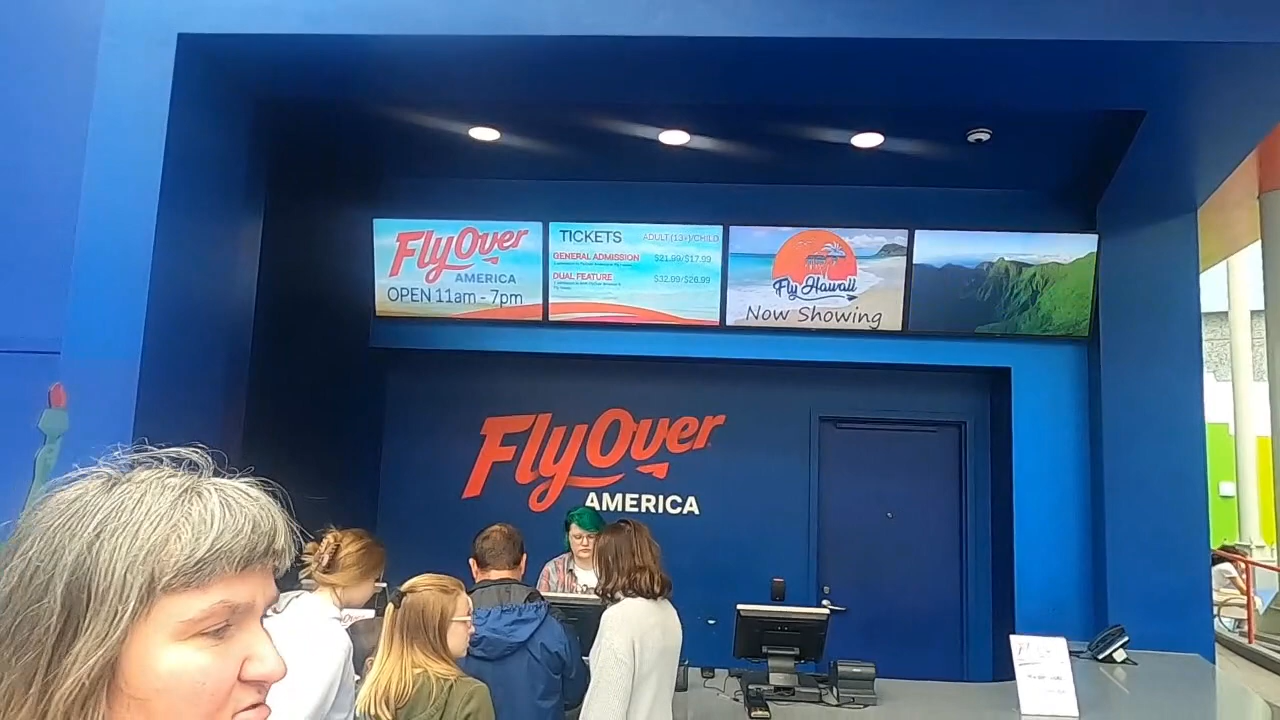 FlyOver
AMERICA
OPEN 11am - 7pm
TICKETS ADULT (13+)/CHILD
GENERAL ADMISSION $21.99/$17.99
DUAL FEATURE $32.99/$26.99
Fly Hawaii
Now Showing
FlyOver
AMERICA